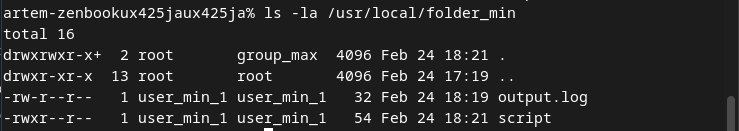 artem-zenbookux425jaux425ja% ls -la /usr/local/folder_min
total 16
drwxrwxr-x+  2 root       group_max  4096 Feb 24 18:21 .
drwxr-xr-x  13 root       root       4096 Feb 24 17:19 ..
-rw-r--r--   1 user_min_1 user_min_1   32 Feb 24 18:19 output.log
-rwxr--r--   1 user_min_1 user_min_1   54 Feb 24 18:21 script